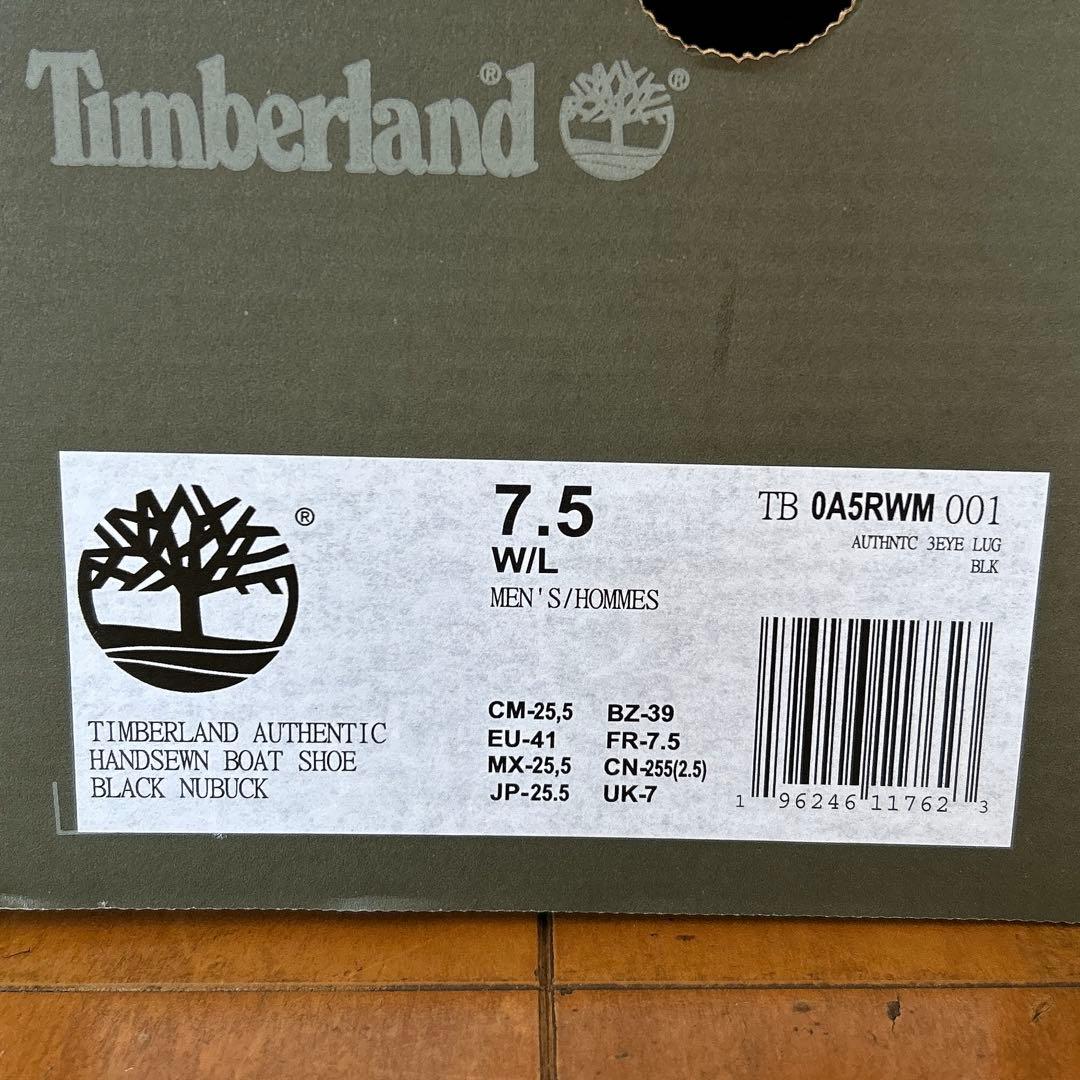 Timberland® ®
®
7.5
W/L
MEN'S/HOMMES
TB 0A5RWM 001
AUTHNTC 3EYE LUG
BLK
TIMBERLAND AUTHENTIC
HANDSEWN BOAT SHOE
BLACK NUBUCK
CM-25,5 BZ-39
EU-41 FR-7.5
MX-25,5 CN-255(2.5)
JP-25.5 UK-7
1 96246 11762 3